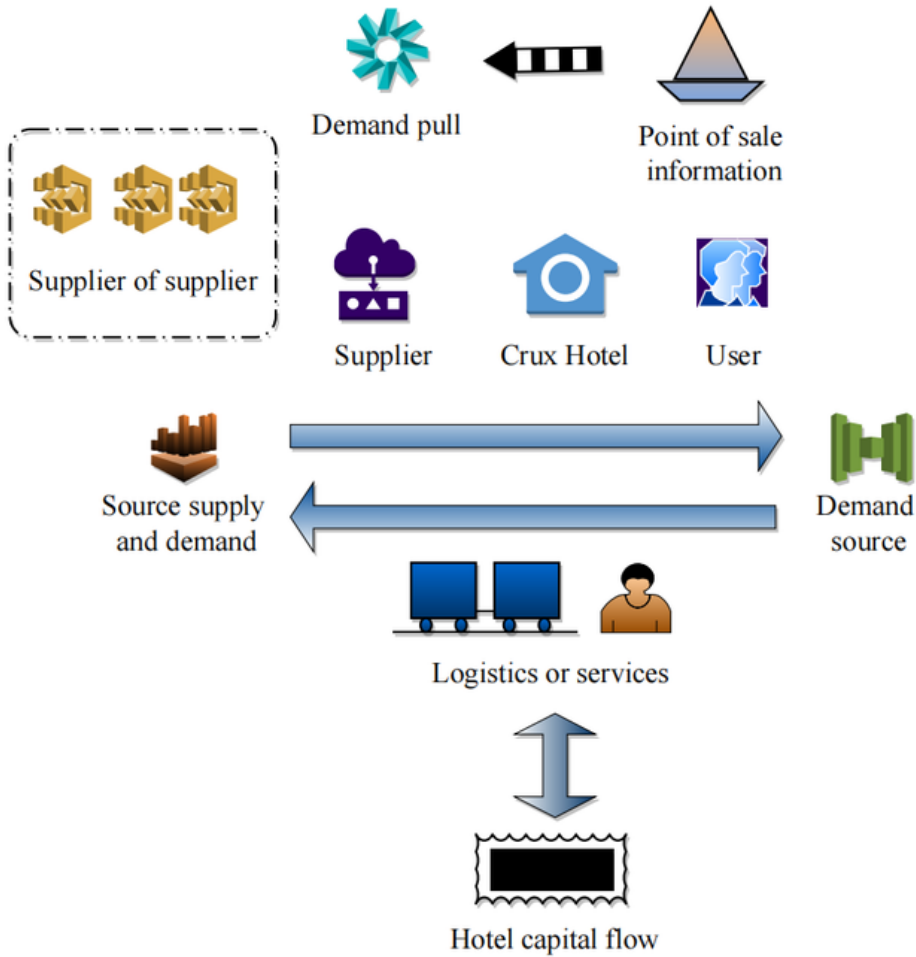 Demand pull
Point of sale
information
Supplier of supplier
Supplier
Crux Hotel
User
Source supply
and demand
Demand
source
Logistics or services
Hotel capital flow